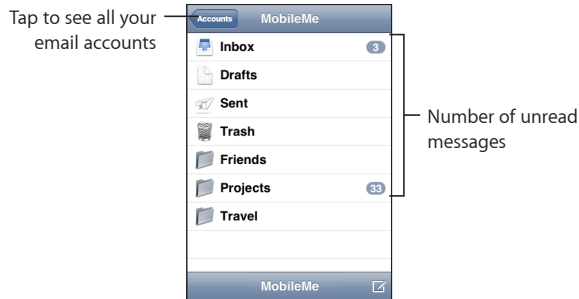 Tap to see all your
email accounts
Accounts
MobileMe
Inbox
3
Drafts
Sent
Trash
Friends
Projects
33
Travel
MobileMe
Number of unread
messages